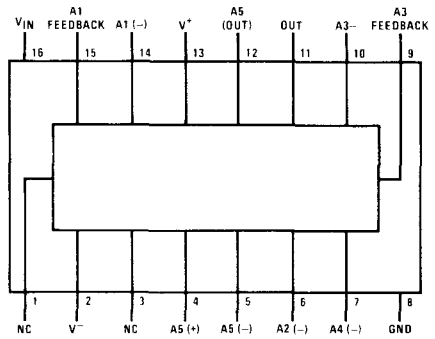 V_IN A1 FEEDBACK A1 (–) V⁺ A5 (OUT) OUT A3– A3 FEEDBACK
16 15 14 13 12 11 10 9
1 2 3 4 5 6 7 8
NC V⁻ NC A5 (+) A5 (–) A2 (–) A4 (–) GND